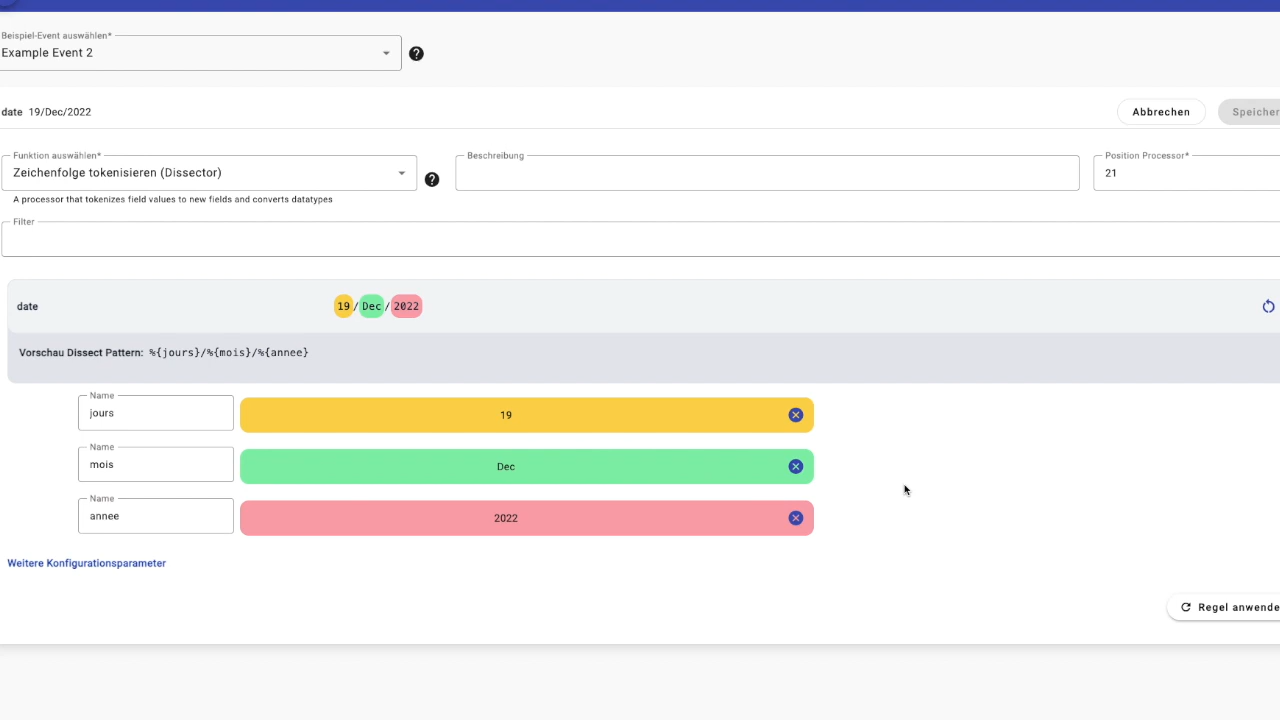 Beispiel-Event auswählen*
Example Event 2
date 19/Dec/2022
Abbrechen
Speicher
Funktion auswählen*
Zeichenfolge tokenisieren (Dissector)
Beschreibung
Position Processor*
21
A processor that tokenizes field values to new fields and converts datatypes
Filter
date 19/Dec/2022
Vorschau Dissect Pattern: %{jours}/%{mois}/%{annee}
Name
jours
19
Name
mois
Dec
Name
annee
2022
Weitere Konfigurationsparameter
Regel anwende